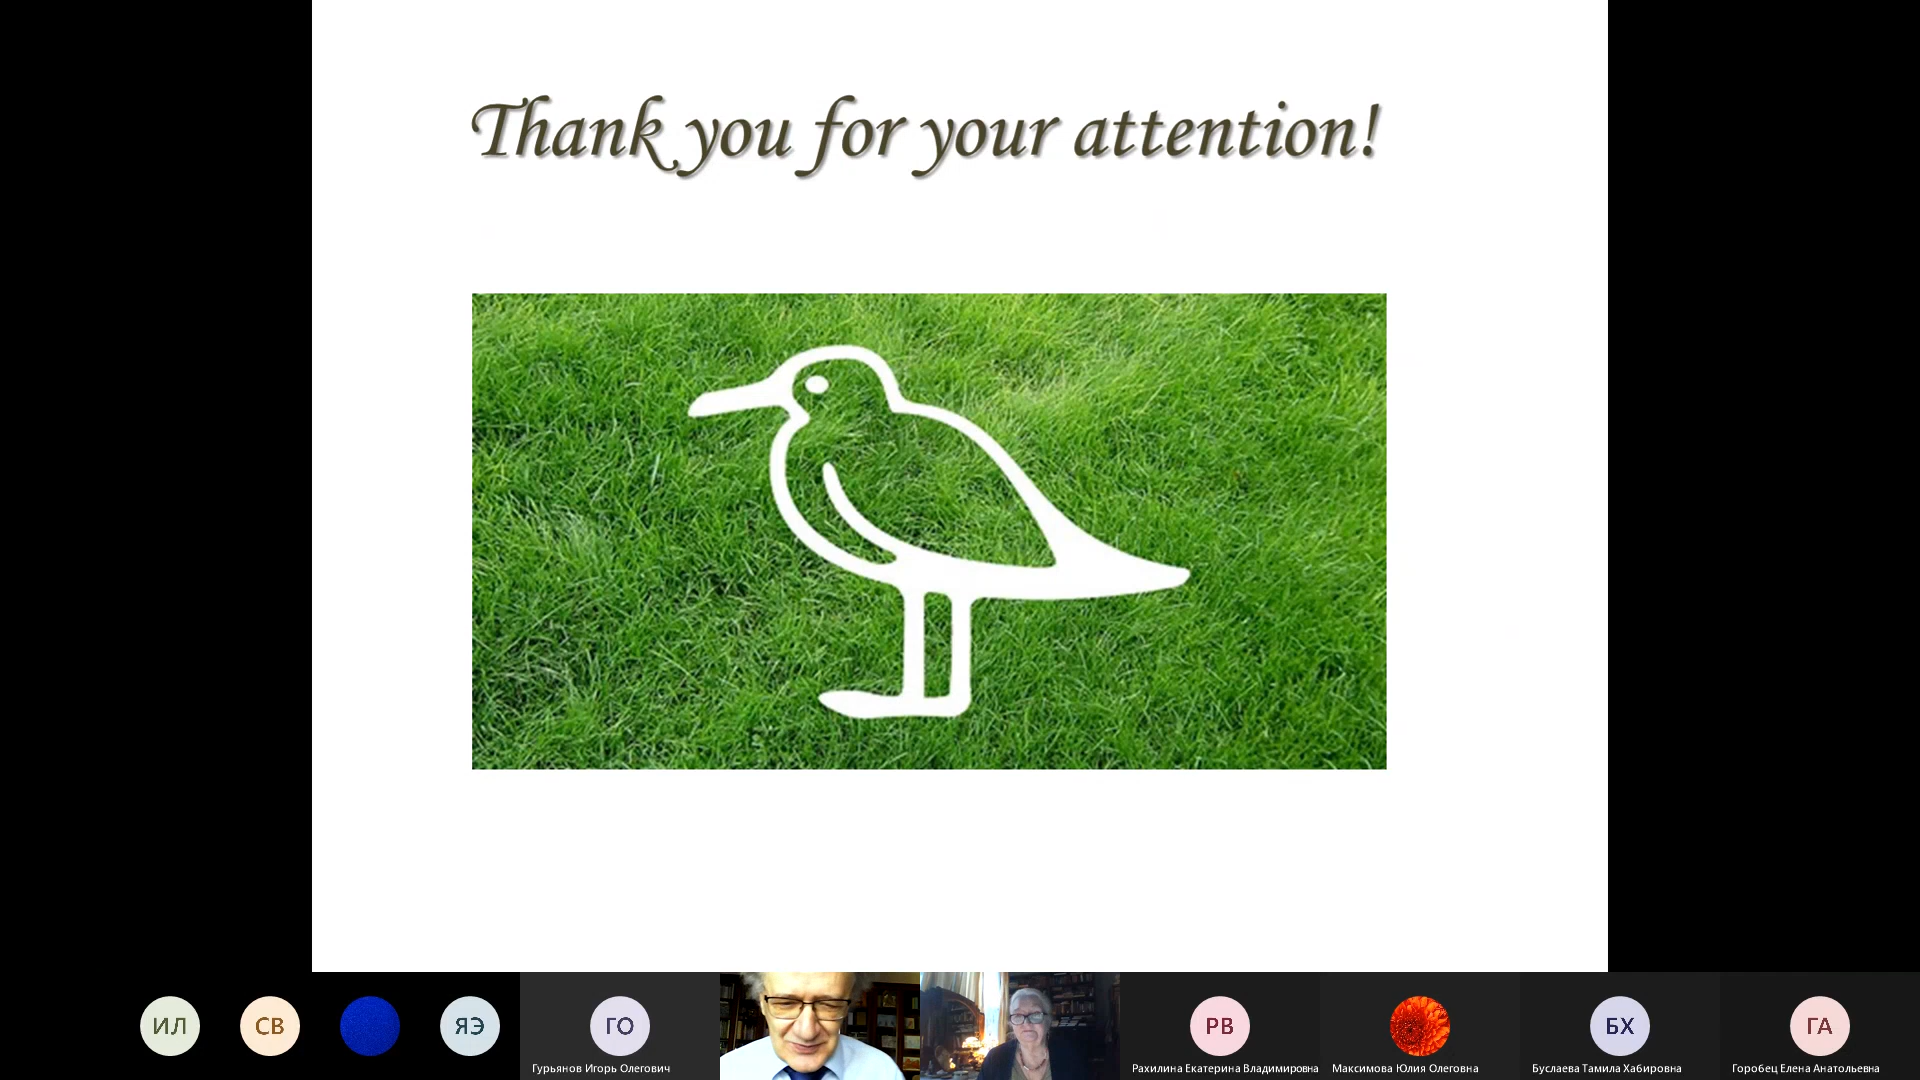 Thank you for your attention!
ИЛ
СВ
ЯЭ
ГО
Гурьянов Игорь Олегович
РВ
Рахилина Екатерина Владимировна
Максимова Юлия Олеговна
БХ
Буслаева Тамила Хабировна
ГА
Горобец Елена Анатольевна